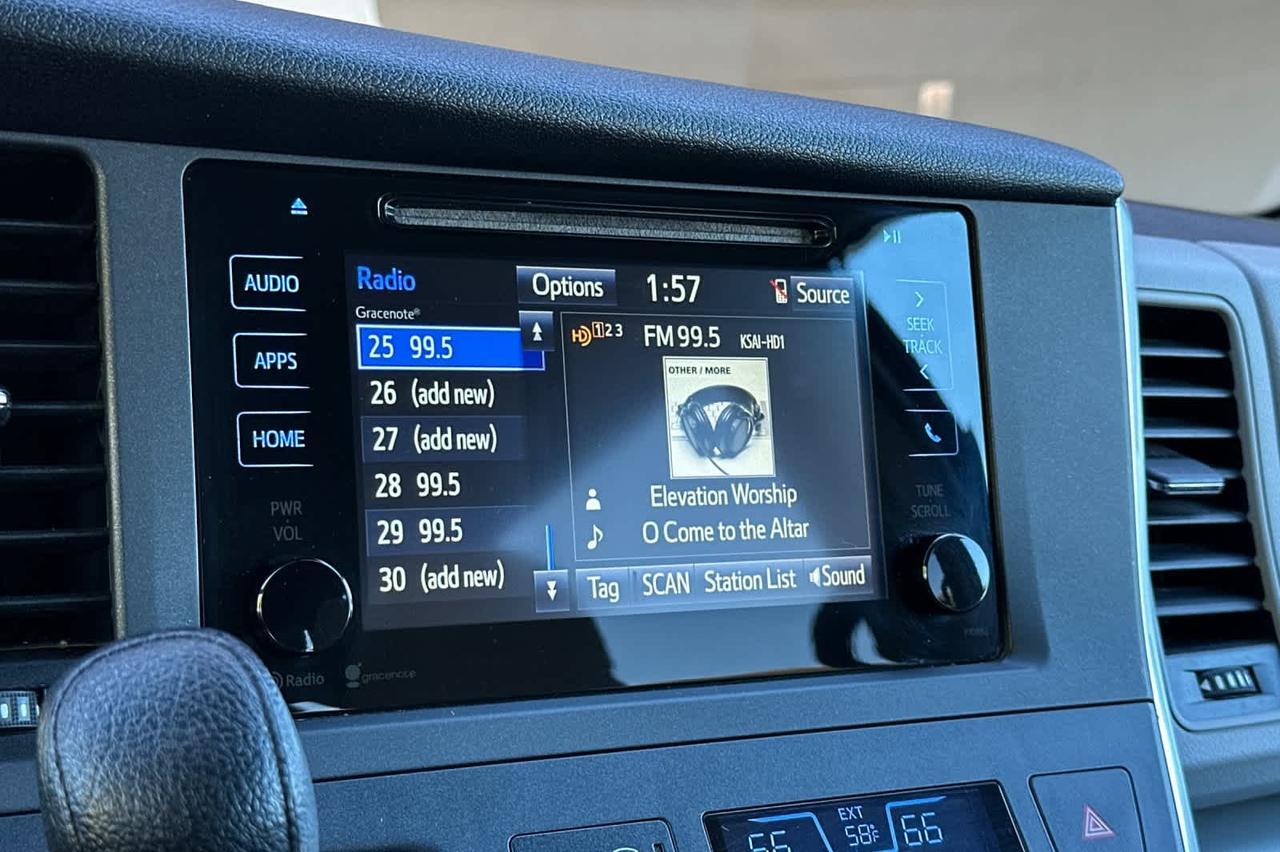 AUDIO
APPS
HOME
PWR
VOL
Radio
gracenote
Radio
Options
1:57
Source
Gracenote®
25 99.5
26 (add new)
27 (add new)
28 99.5
29 99.5
30 (add new)
HD 1 2 3
FM 99.5
KSAI-HD1
OTHER / MORE
Elevation Worship
O Come to the Altar
Tag
SCAN
Station List
Sound
SEEK
TRACK
TUNE
SCROLL
66
EXT
58°F
66